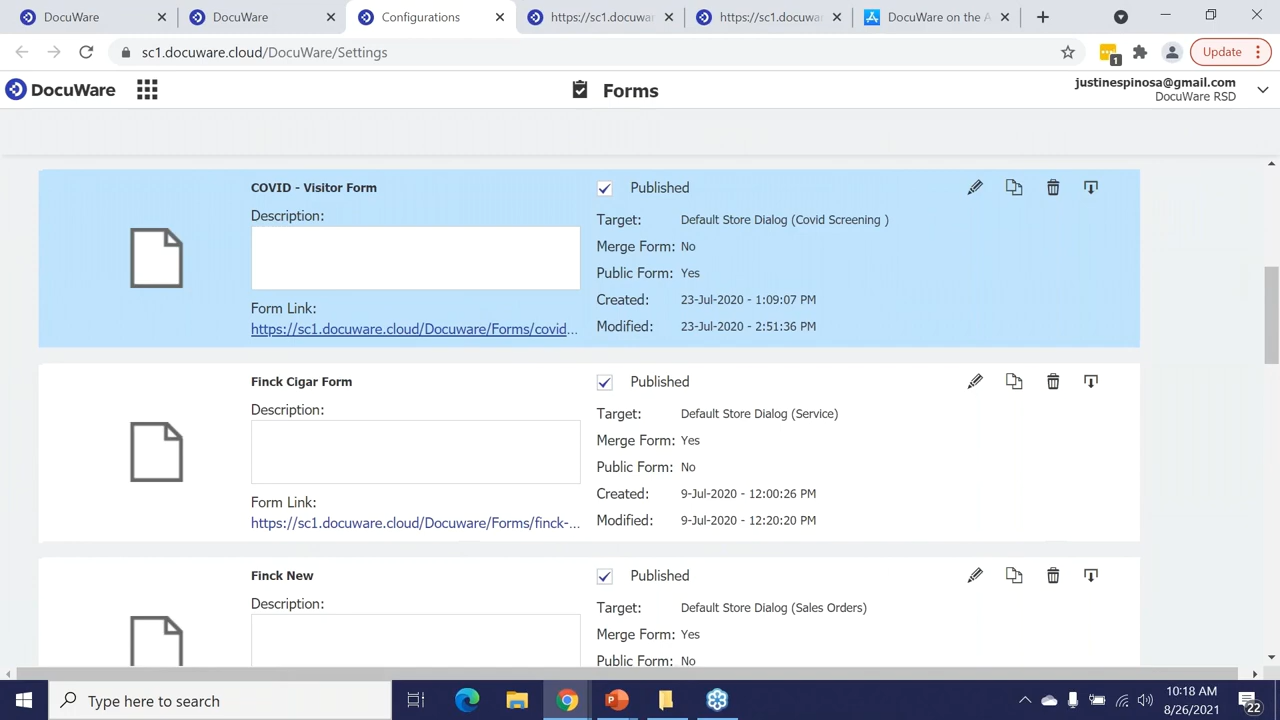 DocuWare
DocuWare
Configurations
https://sc1.docuwar
https://sc1.docuwa
DocuWare on the A
sc1.docuware.cloud/DocuWare/Settings
1
Update
DocuWare
Forms
justinespinosa@gmail.com
DocuWare RSD
COVID - Visitor Form
Published
Description:
Target: Default Store Dialog (Covid Screening )
Merge Form: No
Public Form: Yes
Created: 23-Jul-2020 - 1:09:07 PM
Form Link:
https://sc1.docuware.cloud/Docuware/Forms/covid...
Modified: 23-Jul-2020 - 2:51:36 PM
Finck Cigar Form
Published
Description:
Target: Default Store Dialog (Service)
Merge Form: Yes
Public Form: No
Created: 9-Jul-2020 - 12:00:26 PM
Form Link:
https://sc1.docuware.cloud/Docuware/Forms/finck-...
Modified: 9-Jul-2020 - 12:20:20 PM
Finck New
Published
Description:
Target: Default Store Dialog (Sales Orders)
Merge Form: Yes
Public Form: No
Type here to search
10:18 AM
8/26/2021
22